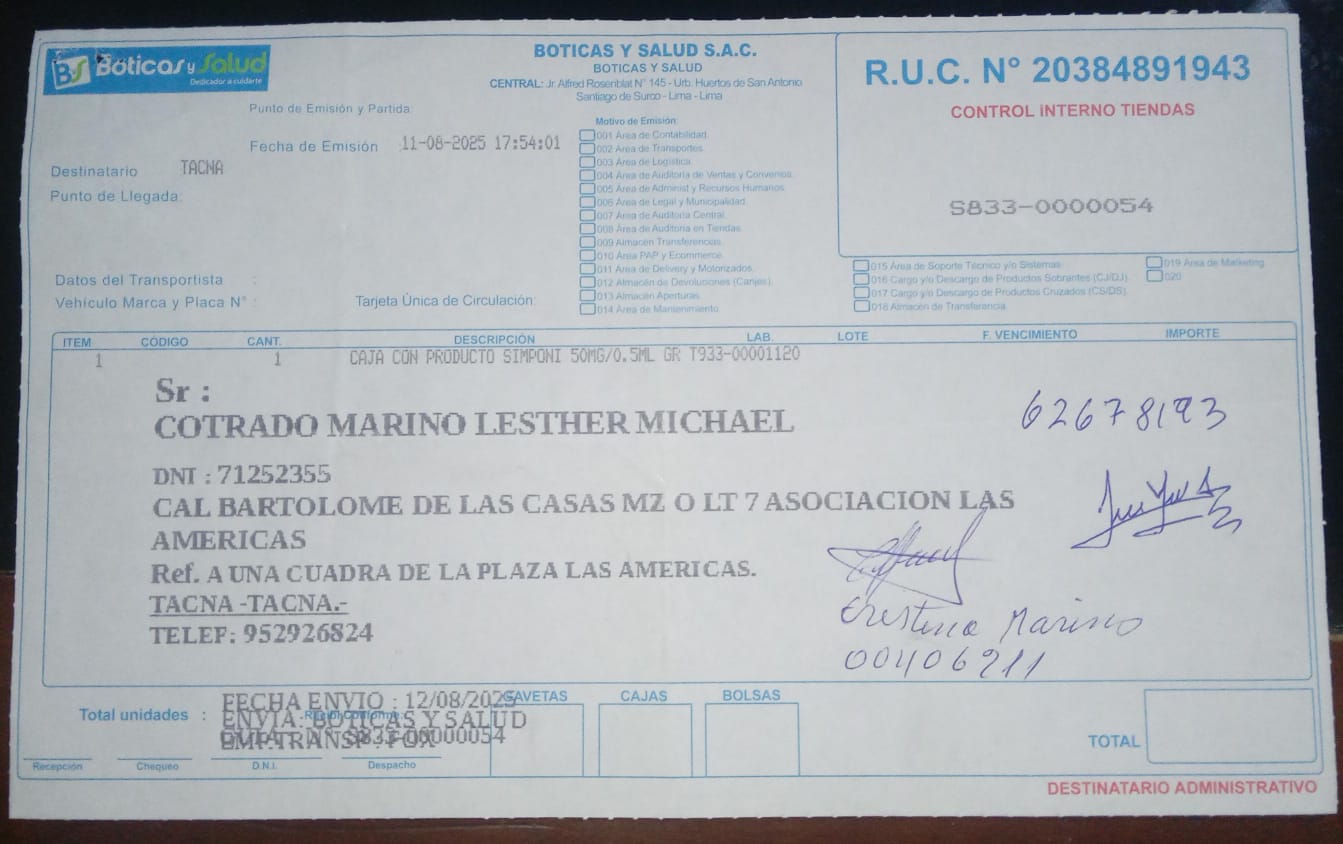 Boticas y Salud
Dedicados a cuidarte
BOTICAS Y SALUD S.A.C.
BOTICAS Y SALUD
CENTRAL: Jr. Alfred Rosenblat N° 145 - Urb. Huertos de San Antonio
Santiago de Surco - Lima - Lima
R.U.C. N° 20384891943
CONTROL INTERNO TIENDAS
S833-0000054
Punto de Emisión y Partida:
Fecha de Emisión 11-08-2025 17:54:01
Destinatario TACNA
Punto de Llegada:
Datos del Transportista :
Vehículo Marca y Placa N° :
Tarjeta Única de Circulación:
Motivo de Emisión:
001 Área de Contabilidad.
002 Área de Transportes.
003 Área de Logística.
004 Área de Auditoria de Ventas y Convenios.
005 Área de Administ y Recursos Humanos.
006 Área de Legal y Municipalidad.
007 Área de Auditoria Central.
008 Área de Auditoria en Tiendas.
009 Almacén Transferencias.
010 Área PAP y Ecommerce.
011 Área de Delivery y Motorizados.
012 Almacén de Devoluciones (Canjes).
013 Almacén Aperturas.
014 Área de Mantenimiento.
015 Área de Soporte Técnico y/o Sistemas.
016 Cargo y/o Descargo de Productos Sobrantes (CJ/DJ).
017 Cargo y/o Descargo de Productos Cruzados (CS/DS).
018 Almacén de Transferencia.
019 Área de Marketing.
020
ITEM CÓDIGO CANT. DESCRIPCIÓN LAB. LOTE F. VENCIMIENTO IMPORTE
1 1 CAJA CON PRODUCTO SIMPONI 50MG/0.5ML GR T933-00001120
Sr :
COTRADO MARINO LESTHER MICHAEL
DNI : 71252355
CAL BARTOLOME DE LAS CASAS MZ O LT 7 ASOCIACION LAS
AMERICAS
Ref. A UNA CUADRA DE LA PLAZA LAS AMERICAS.
TACNA -TACNA.-
TELEF: 952926824
62678193
Cristina Marino
00406211
FECHA ENVIO : 12/08/2025
ENVIA: BOTICAS Y SALUD
EMP.TRANSP :
S833-00000054
Total unidades :
Recibí Conforme:
GAVETAS CAJAS BOLSAS
TOTAL
Recepción Chequeo D.N.I. Despacho
DESTINATARIO ADMINISTRATIVO